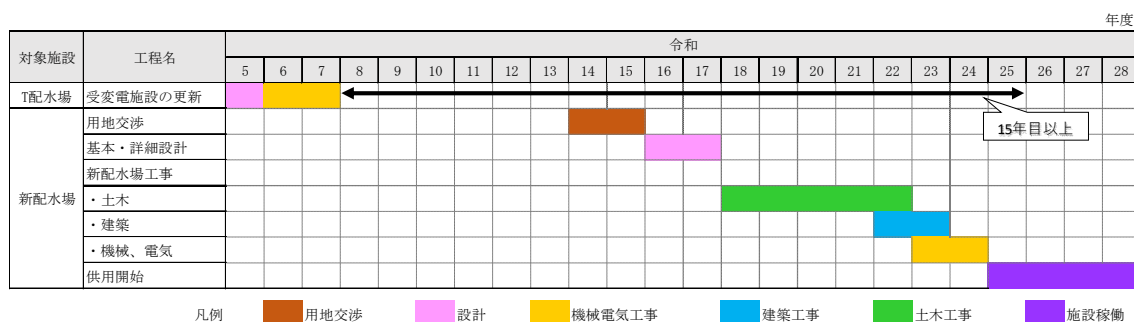 年度
対象施設 工程名 令和
5 6 7 8 9 10 11 12 13 14 15 16 17 18 19 20 21 22 23 24 25 26 27 28
T配水場 受変電施設の更新
15年目以上
新配水場
用地交渉
基本・詳細設計
新配水場工事
・土木
・建築
・機械、電気
供用開始
凡例 用地交渉 設計 機械電気工事 建築工事 土木工事 施設稼働